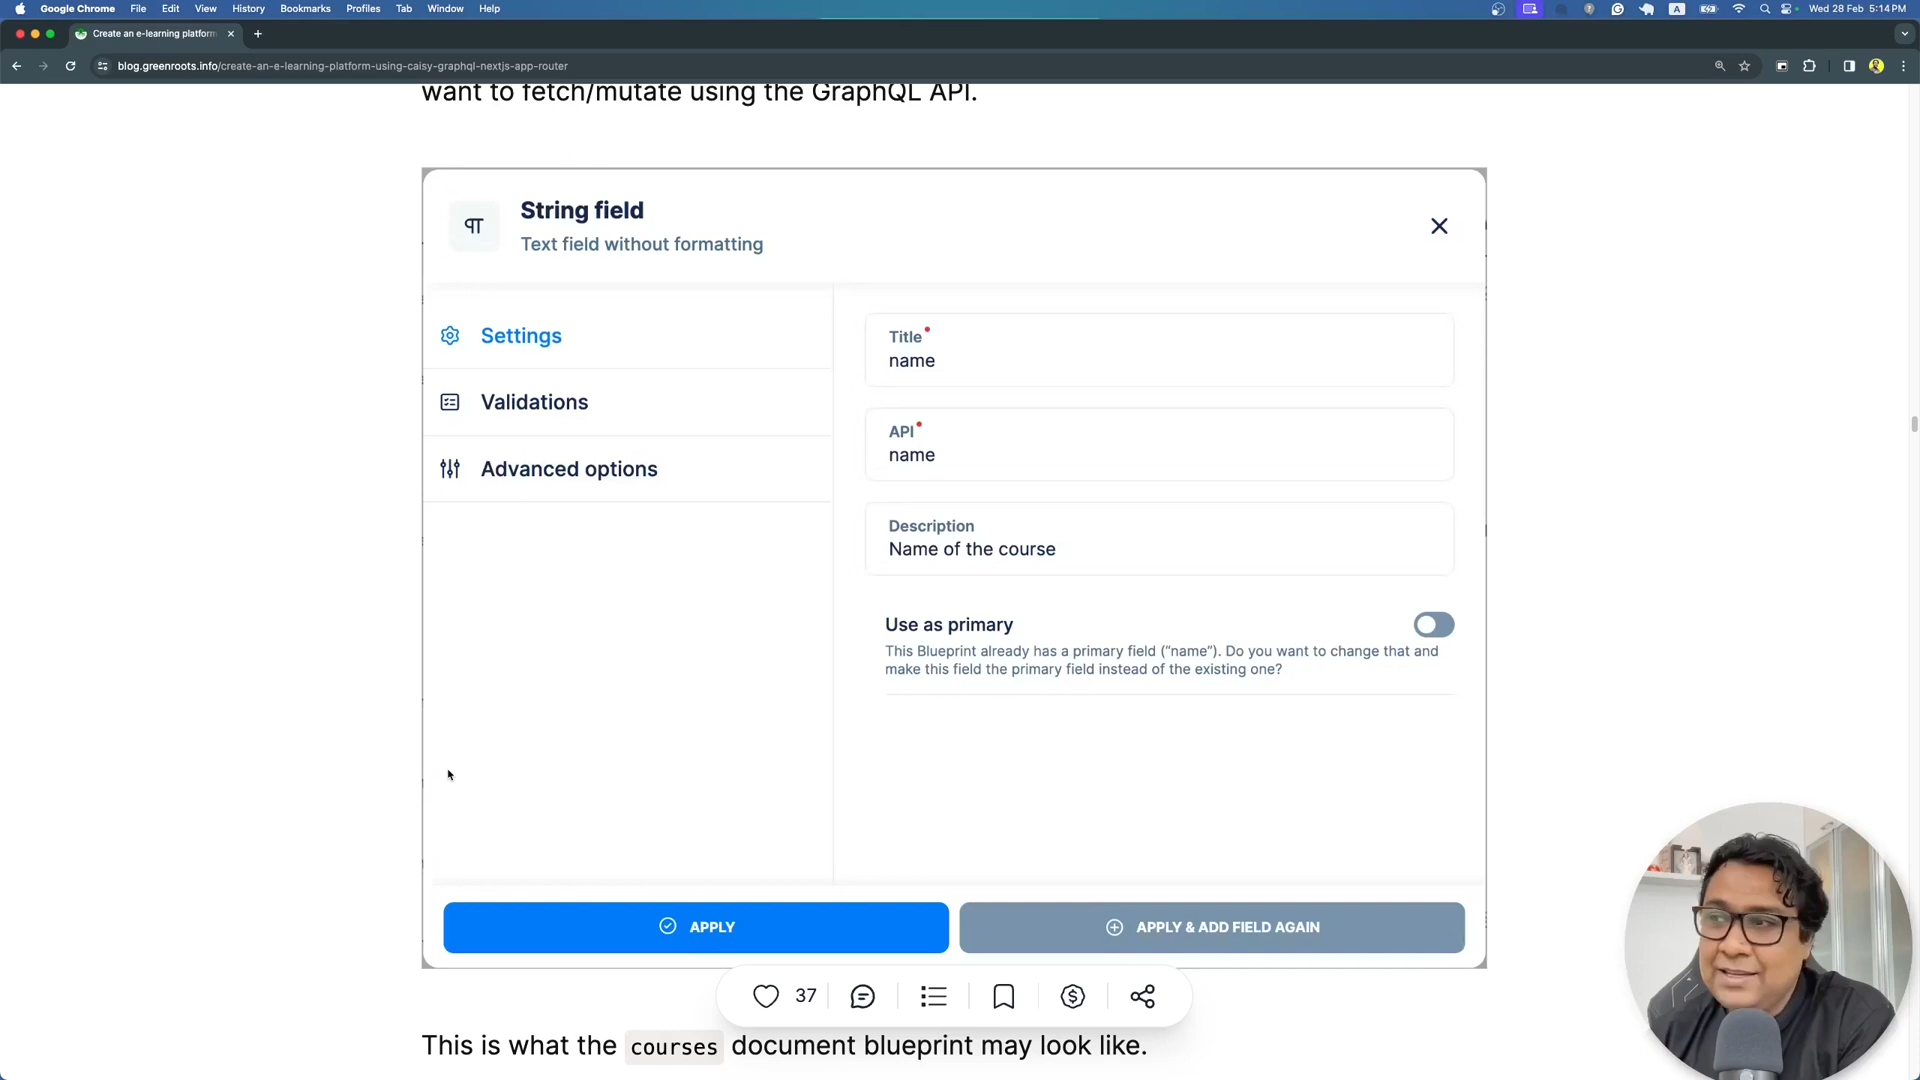 Google Chrome File Edit View History Bookmarks Profiles Tab Window Help
A
Wed 28 Feb 5:14 PM
Create an e-learning platform
blog.greenroots.info/create-an-e-learning-platform-using-caisy-graphql-nextjs-app-router
want to fetch/mutate using the GraphQL API.
String field
Text field without formatting
Settings
Validations
Advanced options
Title
name
API
name
Description
Name of the course
Use as primary
This Blueprint already has a primary field (“name”). Do you want to change that and
make this field the primary field instead of the existing one?
APPLY
APPLY & ADD FIELD AGAIN
37
This is what the courses document blueprint may look like.